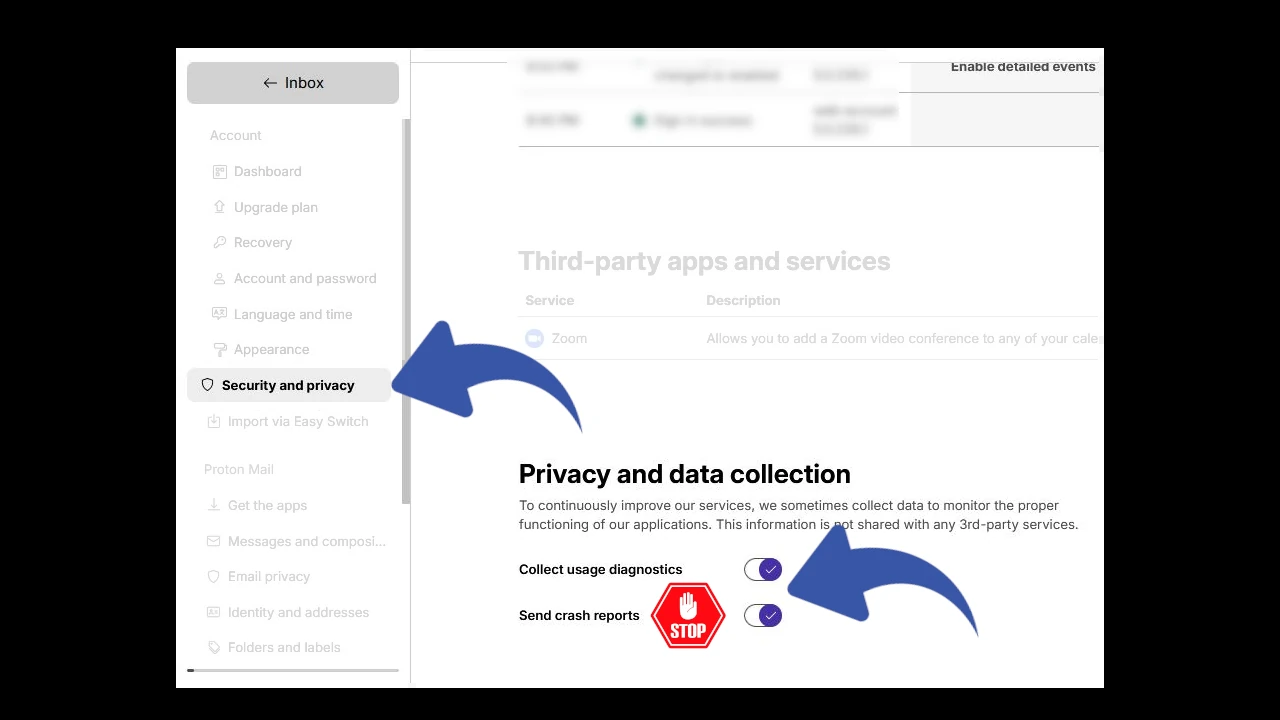 ← Inbox
Account
Dashboard
Upgrade plan
Recovery
Account and password
Language and time
Appearance
Security and privacy
Import via Easy Switch
Proton Mail
Get the apps
Messages and composi...
Email privacy
Identity and addresses
Folders and labels
Enable detailed events
Third-party apps and services
Service Description
Zoom Allows you to add a Zoom video conference to any of your cale
Privacy and data collection
To continuously improve our services, we sometimes collect data to monitor the proper
functioning of our applications. This information is not shared with any 3rd-party services.
Collect usage diagnostics
Send crash reports
STOP